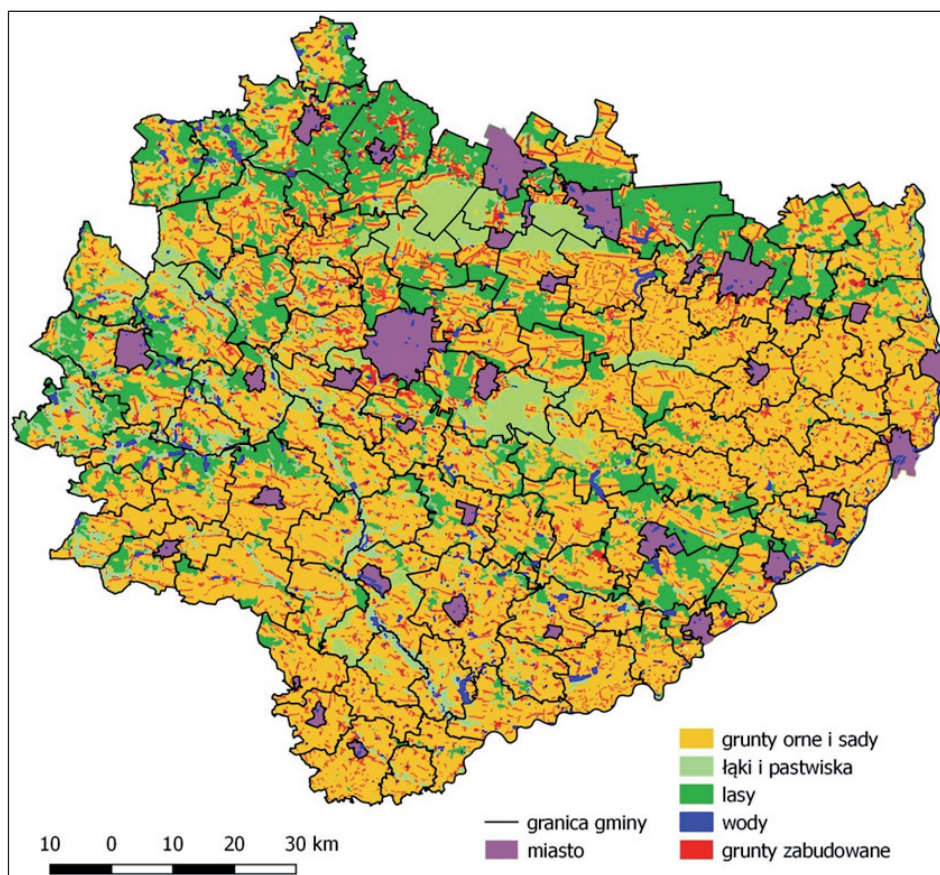 grunty orne i sady
łąki i pastwiska
lasy
wody
grunty zabudowane
granica gminy
miasto
10 0 10 20 30 km